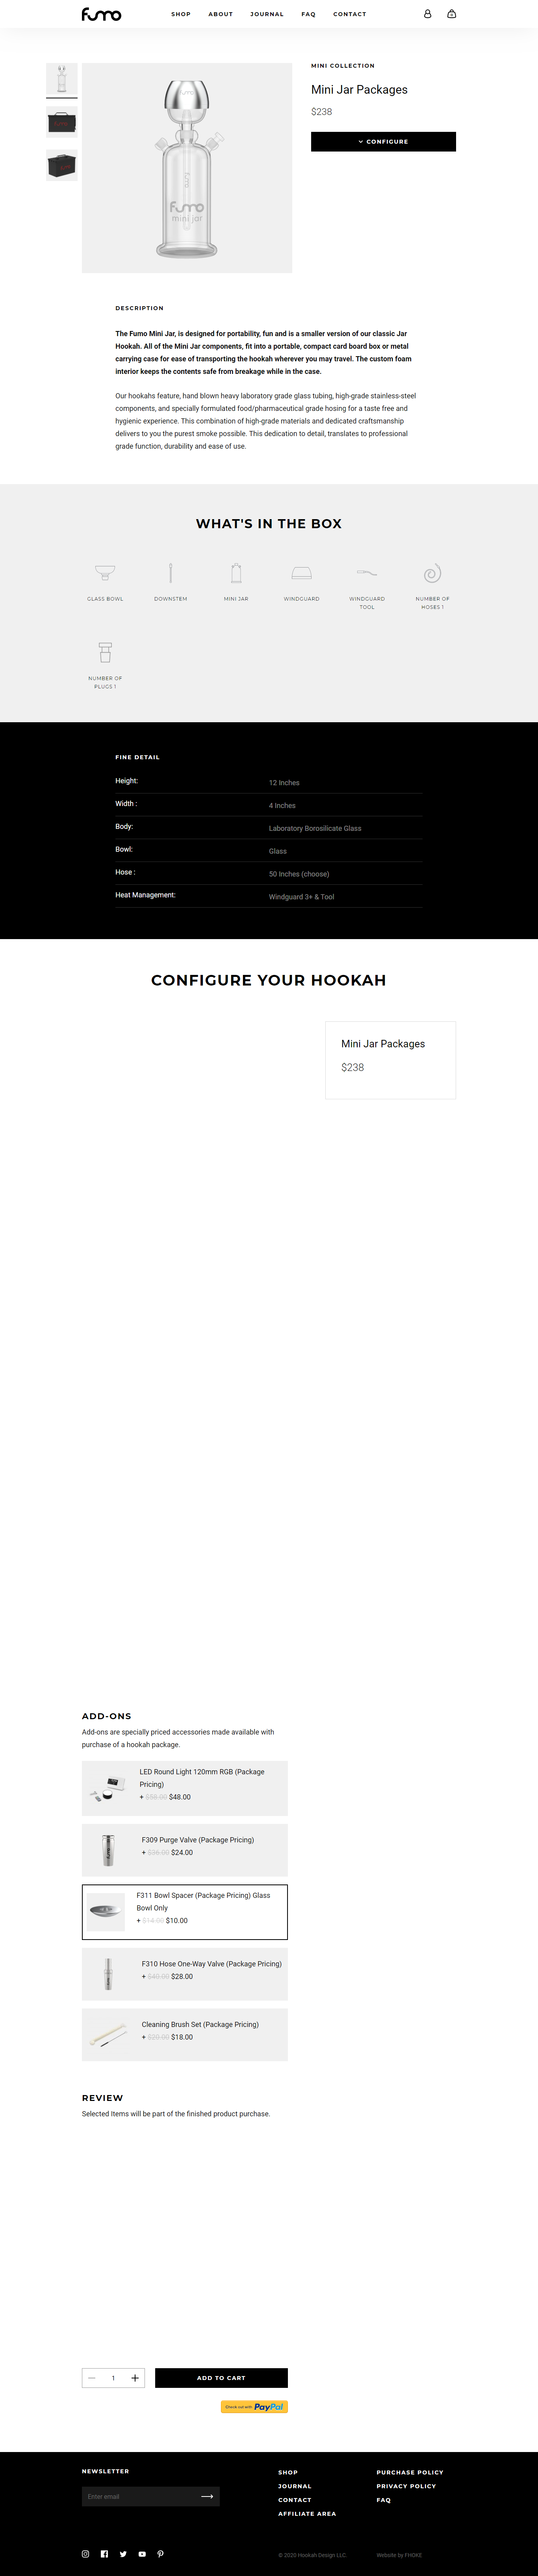 fumo
SHOP ABOUT JOURNAL FAQ CONTACT
MINI COLLECTION
Mini Jar Packages
$238
CONFIGURE
fumo
mini jar
DESCRIPTION
The Fumo Mini Jar, is designed for portability, fun and is a smaller version of our classic Jar
Hookah. All of the Mini Jar components, fit into a portable, compact card board box or metal
carrying case for ease of transporting the hookah wherever you may travel. The custom foam
interior keeps the contents safe from breakage while in the case.
Our hookahs feature, hand blown heavy laboratory grade glass tubing, high-grade stainless-steel
components, and specially formulated food/pharmaceutical grade hosing for a taste free and
hygienic experience. This combination of high-grade materials and dedicated craftsmanship
delivers to you the purest smoke possible. This dedication to detail, translates to professional
grade function, durability and ease of use.
WHAT'S IN THE BOX
GLASS BOWL
DOWNSTEM
MINI JAR
WINDGUARD
WINDGUARD
TOOL
NUMBER OF
HOSES 1
NUMBER OF
PLUGS 1
FINE DETAIL
Height: 12 Inches
Width : 4 Inches
Body: Laboratory Borosilicate Glass
Bowl: Glass
Hose : 50 Inches (choose)
Heat Management: Windguard 3+ & Tool
CONFIGURE YOUR HOOKAH
Mini Jar Packages
$238
ADD-ONS
Add-ons are specially priced accessories made available with
purchase of a hookah package.
LED Round Light 120mm RGB (Package
Pricing)
+ $58.00 $48.00
F309 Purge Valve (Package Pricing)
+ $36.00 $24.00
F311 Bowl Spacer (Package Pricing) Glass
Bowl Only
+ $14.00 $10.00
F310 Hose One-Way Valve (Package Pricing)
+ $40.00 $28.00
Cleaning Brush Set (Package Pricing)
+ $20.00 $18.00
REVIEW
Selected Items will be part of the finished product purchase.
1
ADD TO CART
Check out with PayPal
NEWSLETTER
Enter email
SHOP
JOURNAL
CONTACT
AFFILIATE AREA
PURCHASE POLICY
PRIVACY POLICY
FAQ
© 2020 Hookah Design LLC.
Website by FHOKE